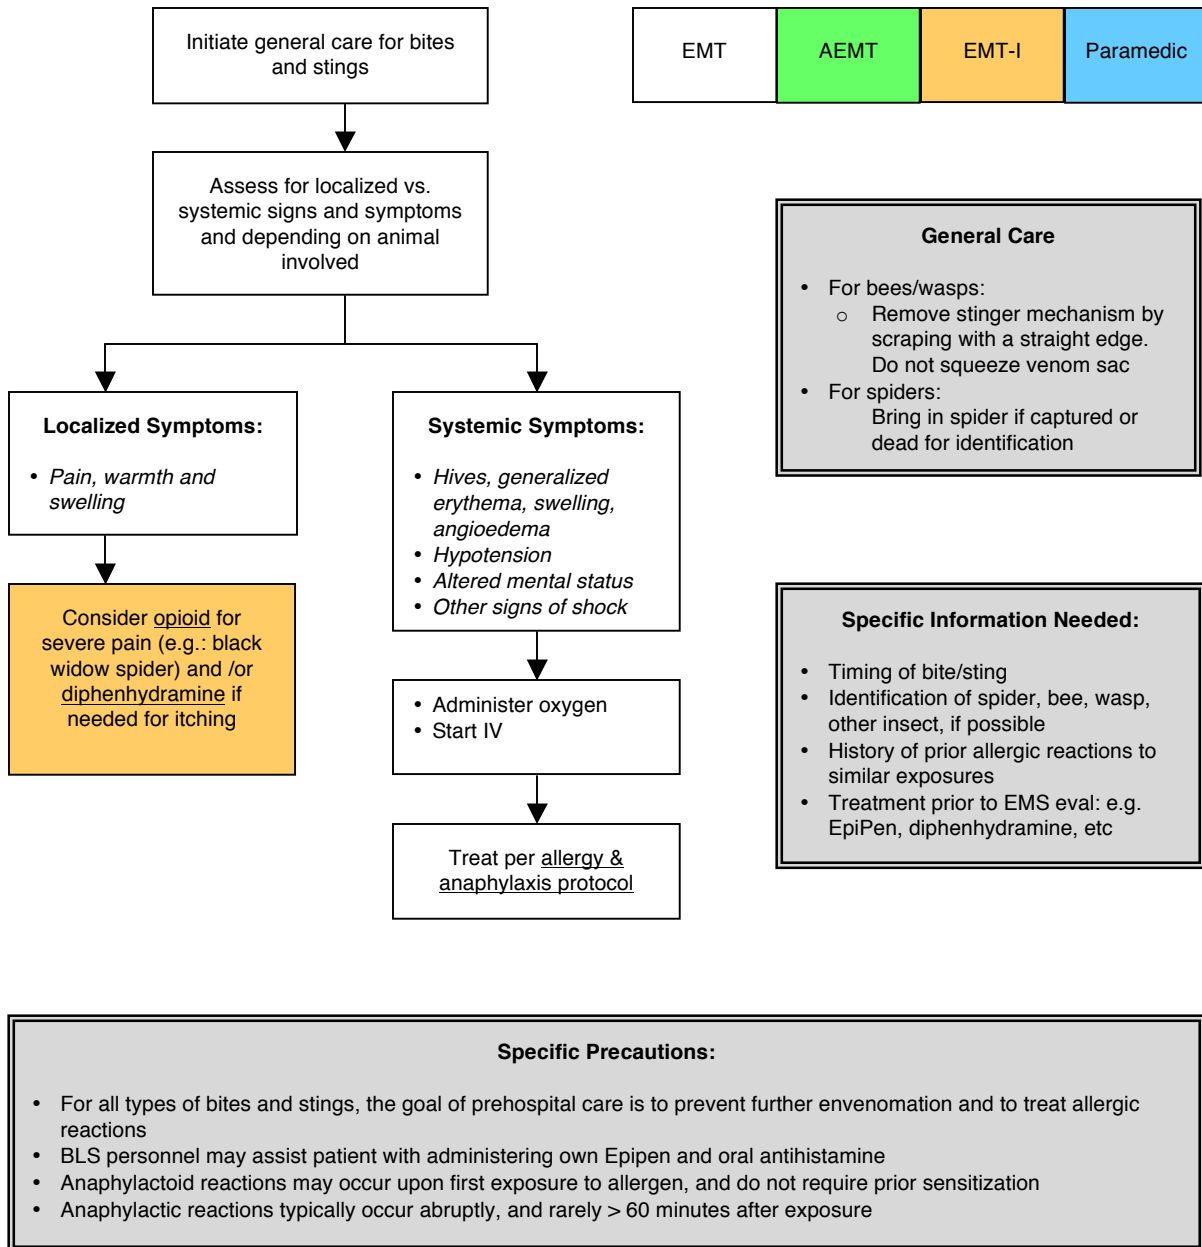 Initiate general care for bites
and stings
EMT
AEMT
EMT-I
Paramedic
Assess for localized vs.
systemic signs and symptoms
and depending on animal
involved
General Care
• For bees/wasps:
o Remove stinger mechanism by
scraping with a straight edge.
Do not squeeze venom sac
• For spiders:
Bring in spider if captured or
dead for identification
Localized Symptoms:
• Pain, warmth and
swelling
Systemic Symptoms:
• Hives, generalized
erythema, swelling,
angioedema
• Hypotension
• Altered mental status
• Other signs of shock
Consider opioid for
severe pain (e.g.: black
widow spider) and /or
diphenhydramine if
needed for itching
Specific Information Needed:
• Timing of bite/sting
• Identification of spider, bee, wasp,
other insect, if possible
• History of prior allergic reactions to
similar exposures
• Treatment prior to EMS eval: e.g.
EpiPen, diphenhydramine, etc
• Administer oxygen
• Start IV
Treat per allergy &
anaphylaxis protocol
Specific Precautions:
• For all types of bites and stings, the goal of prehospital care is to prevent further envenomation and to treat allergic
reactions
• BLS personnel may assist patient with administering own Epipen and oral antihistamine
• Anaphylactoid reactions may occur upon first exposure to allergen, and do not require prior sensitization
• Anaphylactic reactions typically occur abruptly, and rarely > 60 minutes after exposure